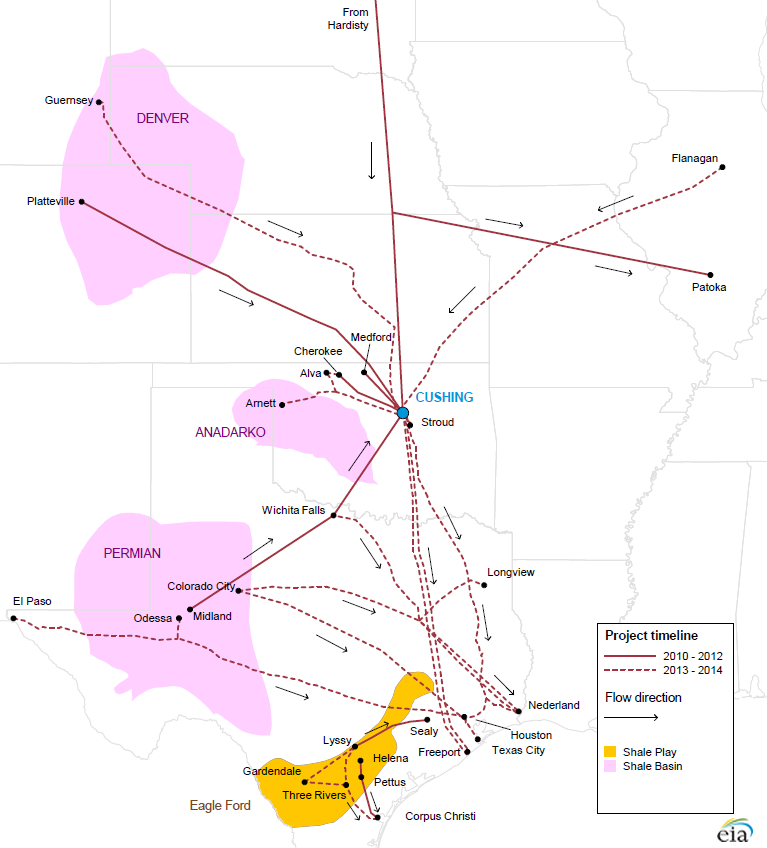 From
Hardisty
Guernsey
DENVER
Flanagan
Platteville
Patoka
Medford
Cherokee
Alva
CUSHING
Arnett
Stroud
ANADARKO
Wichita Falls
PERMIAN
Longview
Colorado City
El Paso
Midland
Odessa
Project timeline
2010 - 2012
2013 - 2014
Flow direction
Shale Play
Shale Basin
Nederland
Sealy
Houston
Lyssy
Freeport
Texas City
Helena
Gardendale
Pettus
Three Rivers
Eagle Ford
Corpus Christi
eia